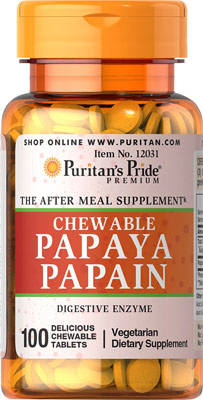 SHOP ONLINE WWW.PURITAN.COM
Item No. 12031
Puritan's Pride®
PREMIUM
THE AFTER MEAL SUPPLEMENT®
CHEWABLE
PAPAYA
PAPAIN
DIGESTIVE ENZYME
100 DELICIOUS CHEWABLE TABLETS
Vegetarian
Dietary Supplement